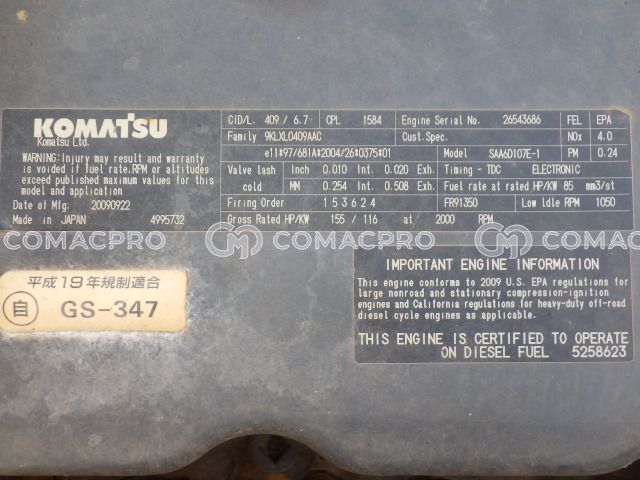 KOMATSU
Komatsu Ltd.
WARNING: Injury may result and warranty
is voided if fuel rate.RPM or altitudes
exceed published maximum values for this
model and application
Date of Mfg. 20090922
Made in JAPAN 4995732
CID/L. 409 / 6.7 CPL 1584 Engine Serial No. 26543686 FEL EPA
Family 9KLXL0409AAC Cust.Spec. NOx 4.0
e11*97/68IA*2004/26*0375*01 Model SAA6D107E-1 PM 0.24
Valve lash Inch 0.010 Int. 0.020 Exh. Timing - TDC ELECTRONIC
cold MM 0.254 Int. 0.508 Exh. Fuel rate at rated HP/KW 85 mm3/st
Firing Order 1 5 3 6 2 4 FR91350 Low Idle RPM 1050
Gross Rated HP/KW 155 / 116 at 2000 RPM
COMACPRO COMACPRO COMACPRO
平成19年規制適合
自 GS-347
IMPORTANT ENGINE INFORMATION
This engine conforms to 2009 U.S. EPA regulations for
large nonroad and stationary compression-ignition
engines and California regulations for heavy-duty off-road
diesel cycle engines as applicable.
THIS ENGINE IS CERTIFIED TO OPERATE
ON DIESEL FUEL 5258623